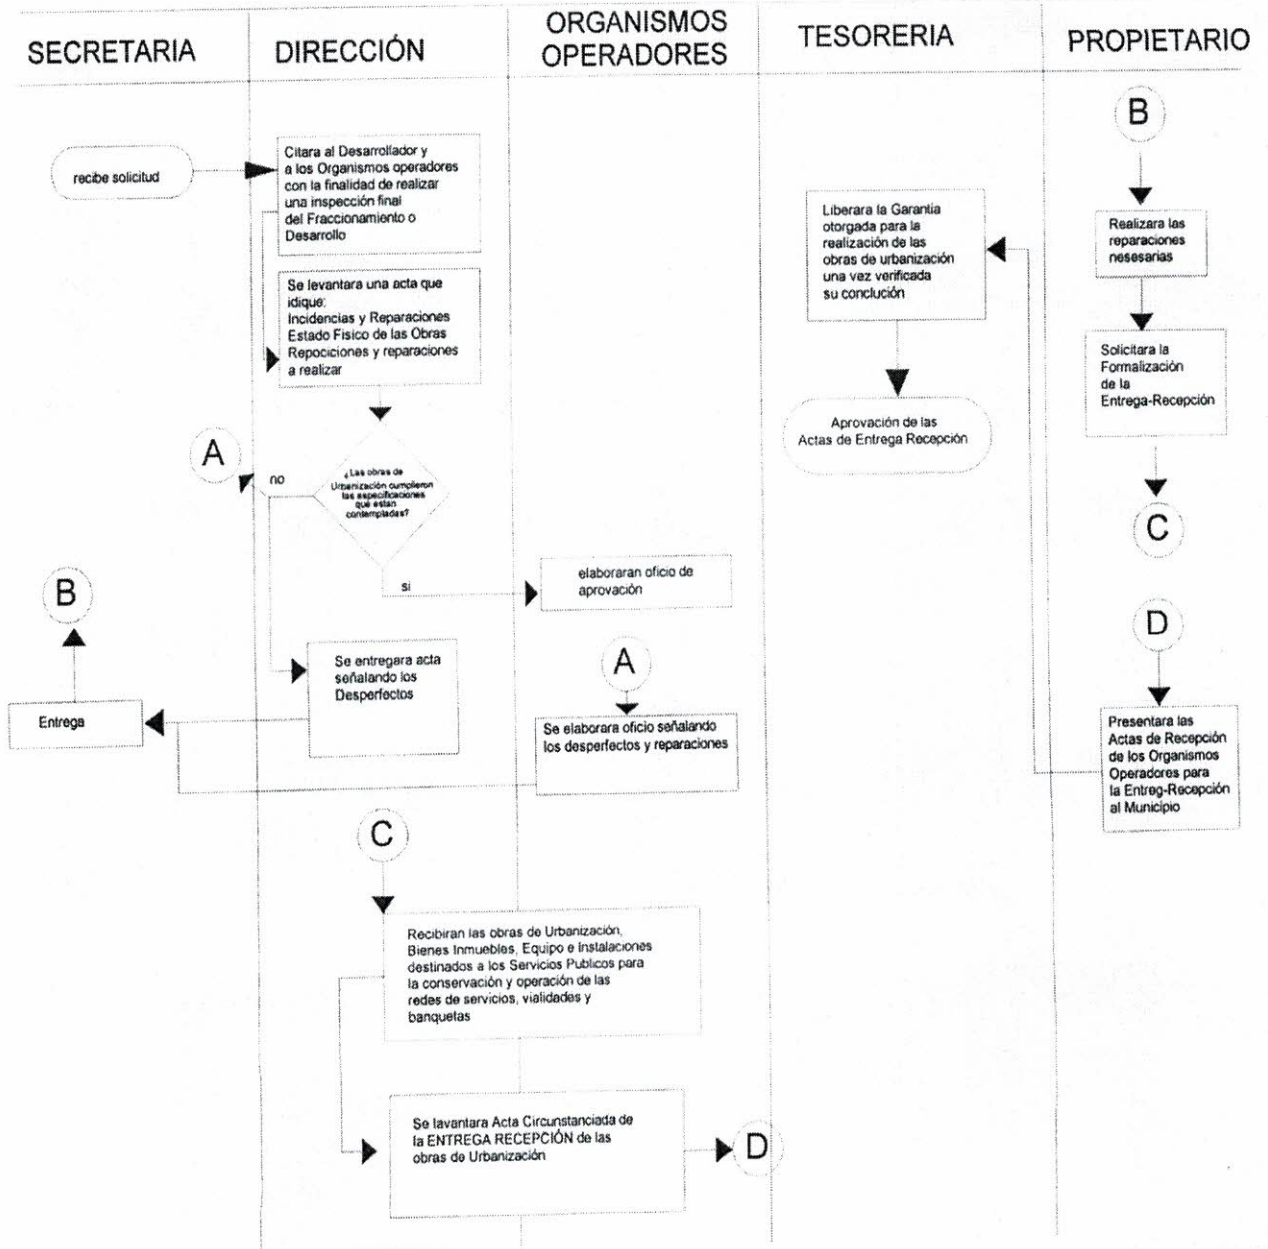 SECRETARIA
DIRECCIÓN
ORGANISMOS
OPERADORES
TESORERIA
PROPIETARIO
recibe solicitud
Citara al Desarrollador y
a los Organismos operadores
con la finalidad de realizar
una inspección final
del Fraccionamiento o
Desarrollo
Se levantara una acta que
idique:
Incidencias y Reparaciones
Estado Fisico de las Obras
Repociciones y reparaciones
a realizar
A
no
¿Las obras de
Urbanización cumplieron
las especificaciones
que estan
contempladas?
si
elaboraran oficio de
aprovación
B
Entrega
Se entregara acta
señalando los
Desperfectos
A
Se elaborara oficio señalando
los desperfectos y reparaciones
C
Recibiran las obras de Urbanización,
Bienes Inmuebles, Equipo e Instalaciones
destinados a los Servicios Publicos para
la conservación y operación de las
redes de servicios, vialidades y
banquetas
Se lavantara Acta Circunstanciada de
la ENTREGA RECEPCIÓN de las
obras de Urbanización
D
Liberara la Garantia
otorgada para la
realización de las
obras de urbanización
una vez verificada
su conclución
Aprovación de las
Actas de Entrega Recepción
B
Realizara las
reparaciones
nesesarias
Solicitara la
Formalización
de la
Entrega-Recepción
C
D
Presentara las
Actas de Recepción
de los Organismos
Operadores para
la Entreg-Recepción
al Municipio